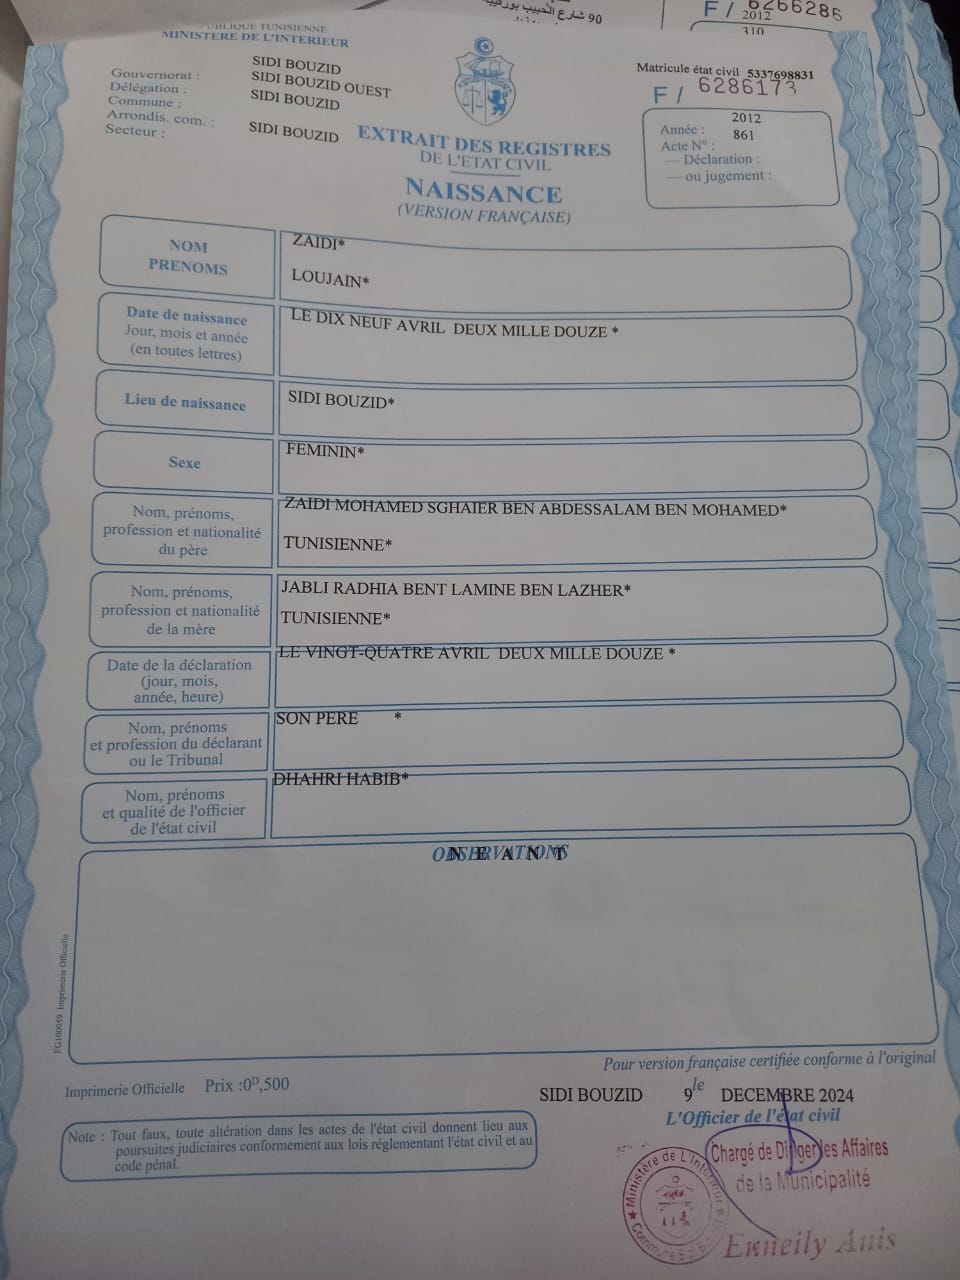 90 شارع الحبيب بورقيبة
F / 6266286
2012
310
RÉPUBLIQUE TUNISIENNE
MINISTERE DE L'INTERIEUR
Gouvernorat : SIDI BOUZID
Délégation : SIDI BOUZID OUEST
Commune : SIDI BOUZID
Arrondis. com. :
Secteur : SIDI BOUZID
Matricule état civil 5337698831
F / 6286173
Année : 2012
Acte N° : 861
— Déclaration :
— ou jugement :
EXTRAIT DES REGISTRES
DE L'ETAT CIVIL
NAISSANCE
(VERSION FRANÇAISE)
NOM ZAIDI*
PRENOMS LOUJAIN*
Date de naissance
Jour, mois et année
(en toutes lettres)
LE DIX NEUF AVRIL DEUX MILLE DOUZE *
Lieu de naissance SIDI BOUZID*
Sexe FEMININ*
Nom, prénoms,
profession et nationalité
du père
ZAIDI MOHAMED SGHAIER BEN ABDESSALAM BEN MOHAMED*
TUNISIENNE*
Nom, prénoms,
profession et nationalité
de la mère
JABLI RADHIA BENT LAMINE BEN LAZHER*
TUNISIENNE*
Date de la déclaration
(jour, mois,
année, heure)
LE VINGT-QUATRE AVRIL DEUX MILLE DOUZE *
Nom, prénoms
et profession du déclarant
ou le Tribunal
SON PERE *
Nom, prénoms
et qualité de l'officier
de l'état civil
DHAHRI HABIB*
OBSERVATIONS
N E A N T
FG100059 Imprimerie Officielle
Pour version française certifiée conforme à l'original
Imprimerie Officielle Prix :0ᴰ,500
SIDI BOUZID le 9 DECEMBRE 2024
L'Officier de l'état civil
Note : Tout faux, toute altération dans les actes de l'état civil donnent lieu aux
poursuites judiciaires conformement aux lois réglementant l'état civil et au
code pénal.
Chargé de Diriger les Affaires
de la Municipalité
Ministère de L'Intérieur
Commune
Anis